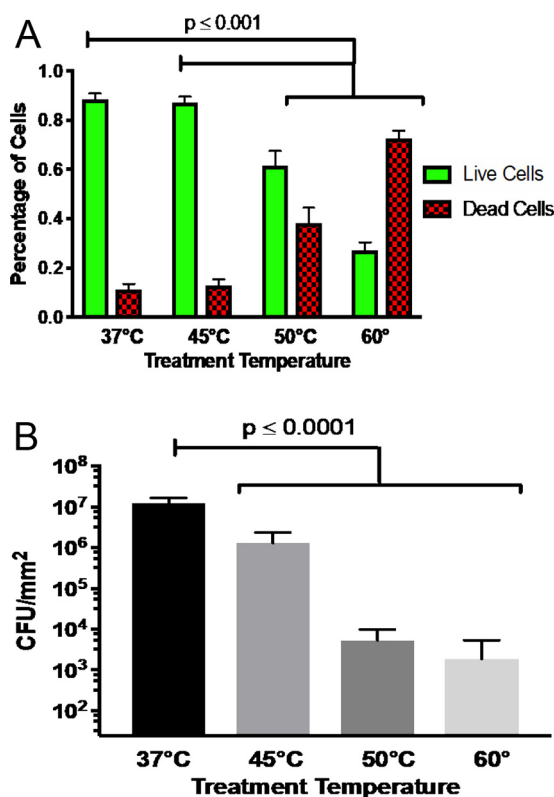 A
p ≤ 0.001
1.0
0.8
0.6
0.4
0.2
0.0
Percentage of Cells
Live Cells
Dead Cells
37°C 45°C 50°C 60°
Treatment Temperature
B
p ≤ 0.0001
10⁸
10⁷
10⁶
10⁵
10⁴
10³
10²
CFU/mm²
37°C 45°C 50°C 60°
Treatment Temperature